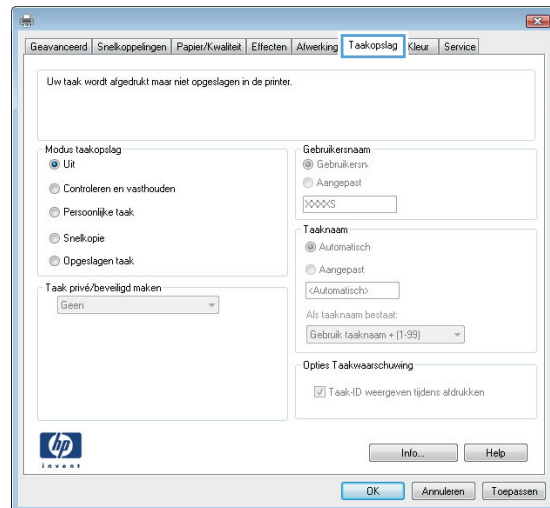 Geavanceerd Snelkoppelingen Papier/Kwaliteit Effecten Afwerking Taakopslag Kleur Service
Uw taak wordt afgedrukt maar niet opgeslagen in de printer.
Modus taakopslag
Uit
Controleren en vasthouden
Persoonlijke taak
Snelkopie
Opgeslagen taak
Taak privé/beveiligd maken
Geen
Gebruikersnaam
Gebruikersn
Aangepast
XXXXS
Taaknaam
Automatisch
Aangepast
<Automatisch>
Als taaknaam bestaat:
Gebruik taaknaam + (1-99)
Opties Taakwaarschuwing
Taak-ID weergeven tijdens afdrukken
hp
invent
Info... Help
OK Annuleren Toepassen